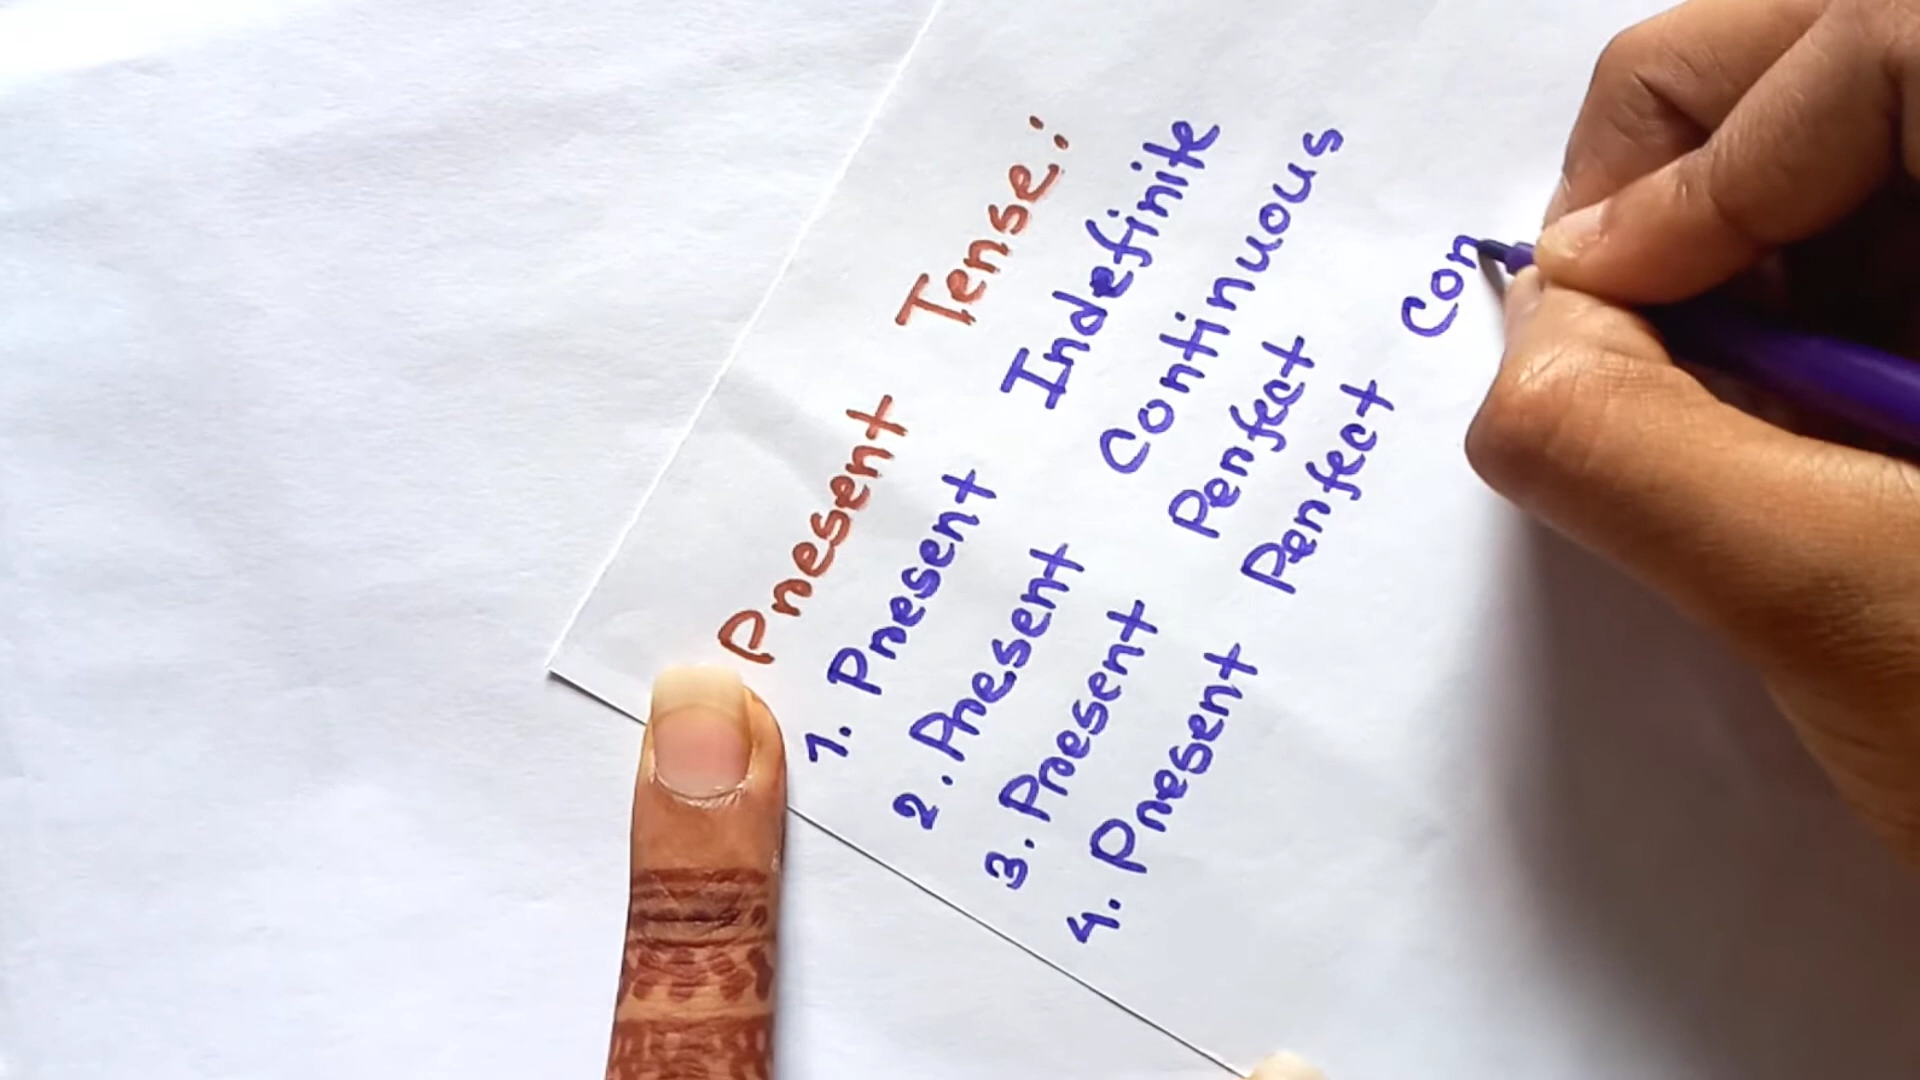 Present Tense:
1. Present Indefinite
2. Present Continuous
3. Present Perfect
4. Present Perfect Con